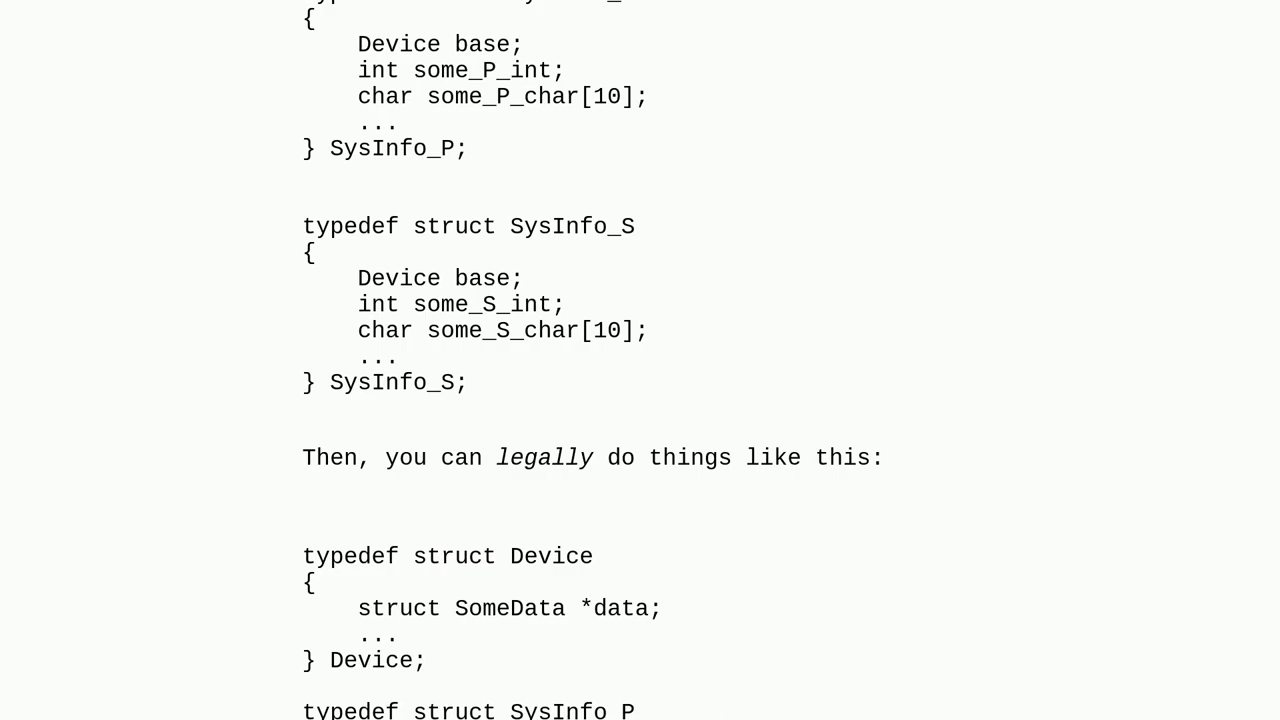 {
Device base;
int some_P_int;
char some_P_char[10];
...
} SysInfo_P;
typedef struct SysInfo_S
{
Device base;
int some_S_int;
char some_S_char[10];
...
} SysInfo_S;
Then, you can legally do things like this:
typedef struct Device
{
struct SomeData *data;
...
} Device;
typedef struct SysInfo_P